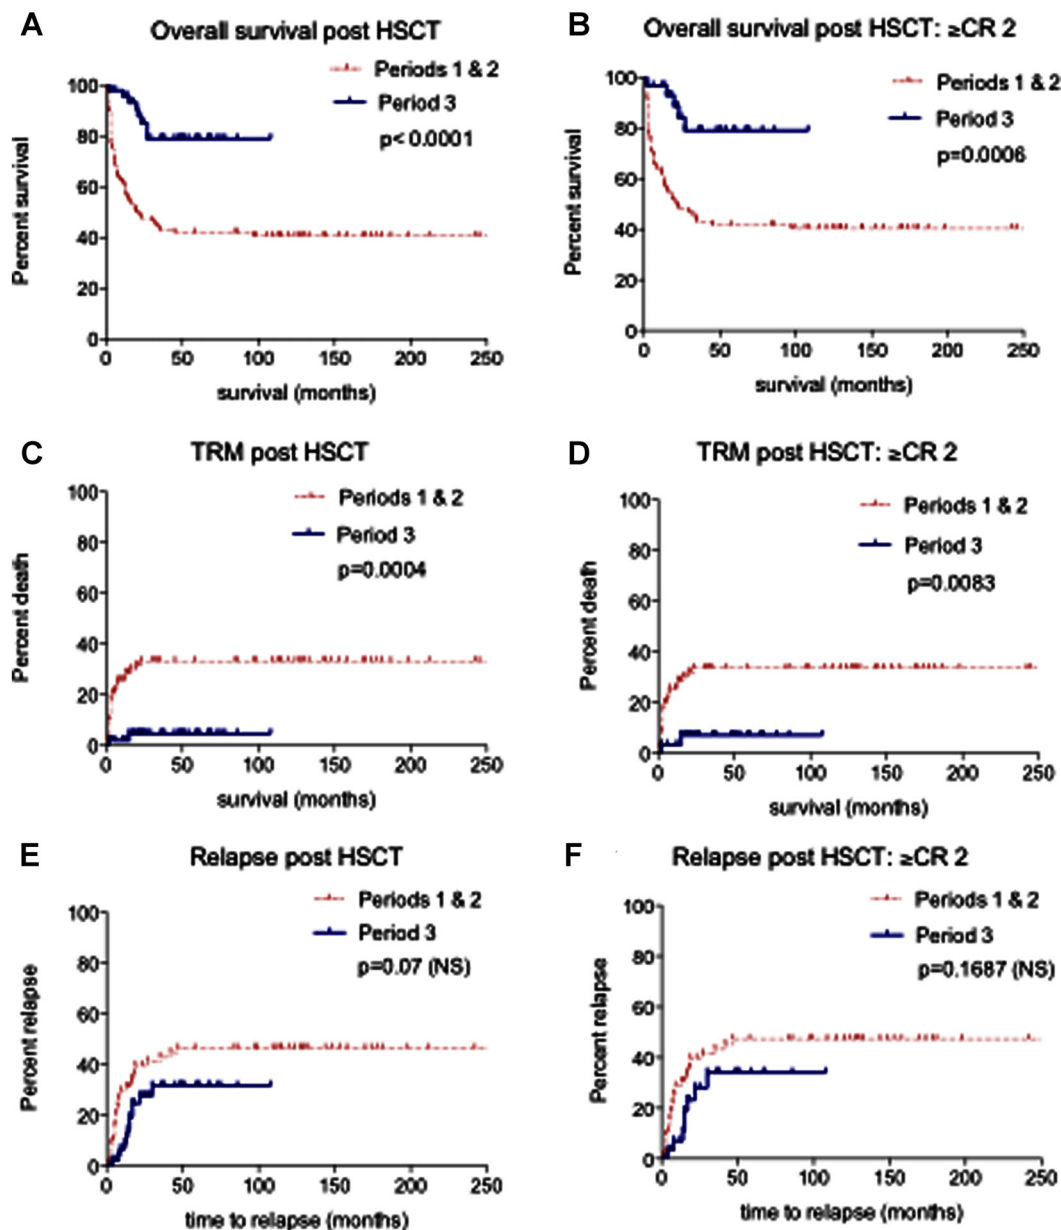 A
Overall survival post HSCT
Periods 1 & 2
Period 3
p< 0.0001
Percent survival
100
80
60
40
20
0
0 50 100 150 200 250
survival (months)
B
Overall survival post HSCT: ≥CR 2
Periods 1 & 2
Period 3
p=0.0006
Percent survival
100
80
60
40
20
0
0 50 100 150 200 250
survival (months)
C
TRM post HSCT
Periods 1 & 2
Period 3
p=0.0004
Percent death
100
80
60
40
20
0
0 50 100 150 200 250
survival (months)
D
TRM post HSCT: ≥CR 2
Periods 1 & 2
Period 3
p=0.0083
Percent death
100
80
60
40
20
0
0 50 100 150 200 250
survival (months)
E
Relapse post HSCT
Periods 1 & 2
Period 3
p=0.07 (NS)
Percent relapse
100
80
60
40
20
0
0 50 100 150 200 250
time to relapse (months)
F
Relapse post HSCT: ≥CR 2
Periods 1 & 2
Period 3
p=0.1687 (NS)
Percent relapse
100
80
60
40
20
0
0 50 100 150 200 250
time to relapse (months)